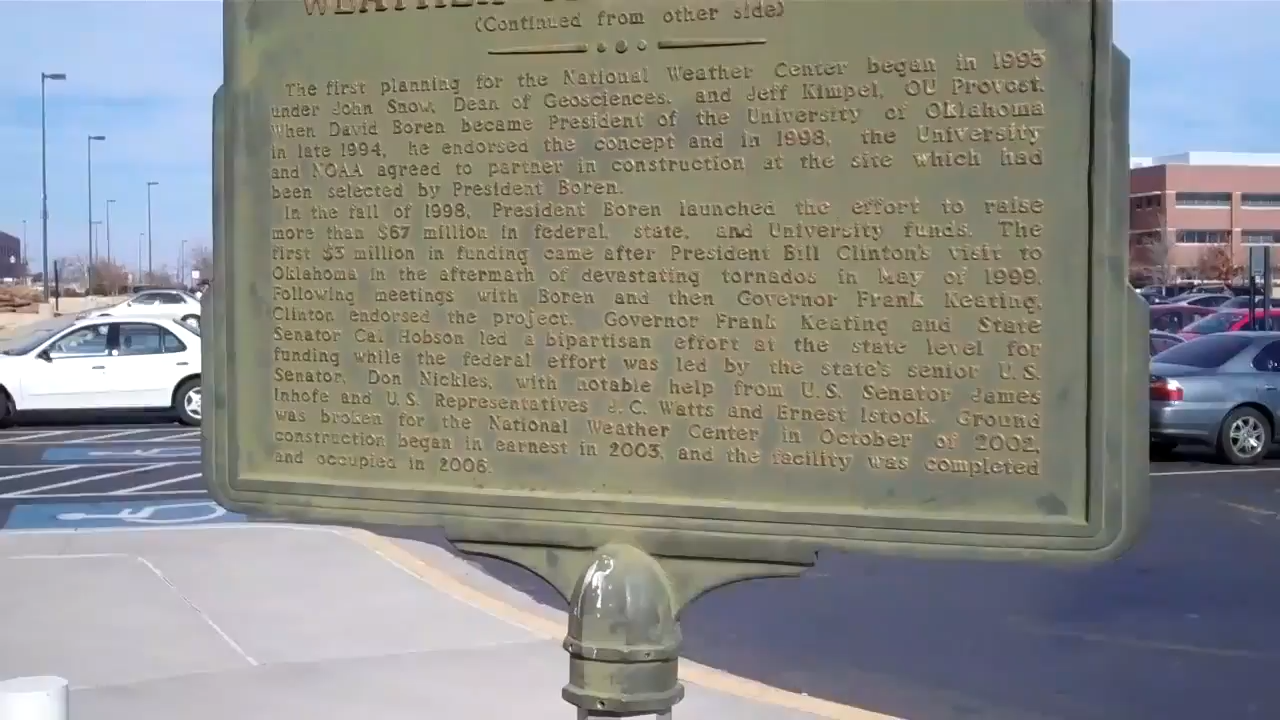 WEATHER
(Continued from other side)
The first planning for the National Weather Center began in 1993
under John Snow, Dean of Geosciences, and Jeff Kimpel, OU Provost.
When David Boren became President of the University of Oklahoma
in late 1994, he endorsed the concept and in 1998, the University
and NOAA agreed to partner in construction at the site which had
been selected by President Boren.
In the fall of 1998, President Boren launched the effort to raise
more than $67 million in federal, state, and University funds. The
first $3 million in funding came after President Bill Clinton's visit to
Oklahoma in the aftermath of devastating tornados in May of 1999.
Following meetings with Boren and then Governor Frank Keating,
Clinton endorsed the project. Governor Frank Keating and State
Senator Cal Hobson led a bipartisan effort at the state level for
funding while the federal effort was led by the state's senior U.S.
Senator, Don Nickles, with notable help from U.S. Senator James
Inhofe and U.S. Representatives J.C. Watts and Ernest Istook. Ground
was broken for the National Weather Center in October of 2002,
construction began in earnest in 2003, and the facility was completed
and occupied in 2006.